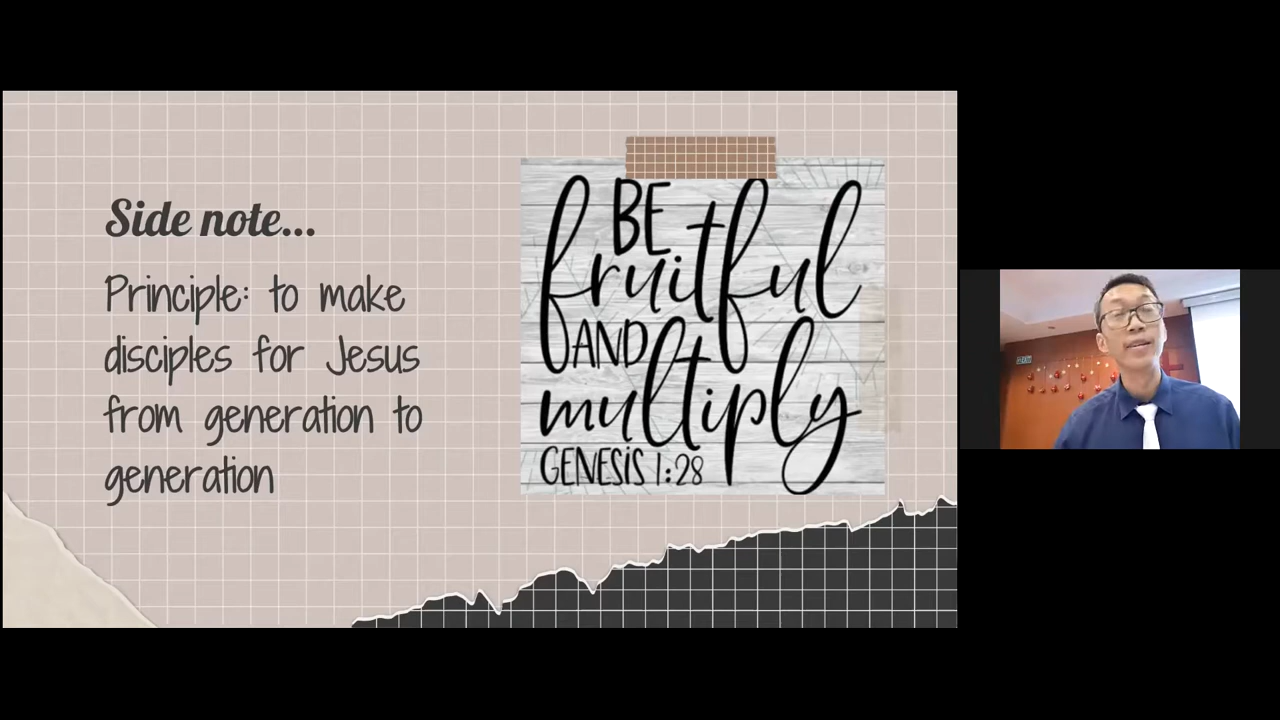 Side note...
Principle: to make
disciples for Jesus
from generation to
generation
BE
fruitful
AND
multiply
GENESIS 1:28